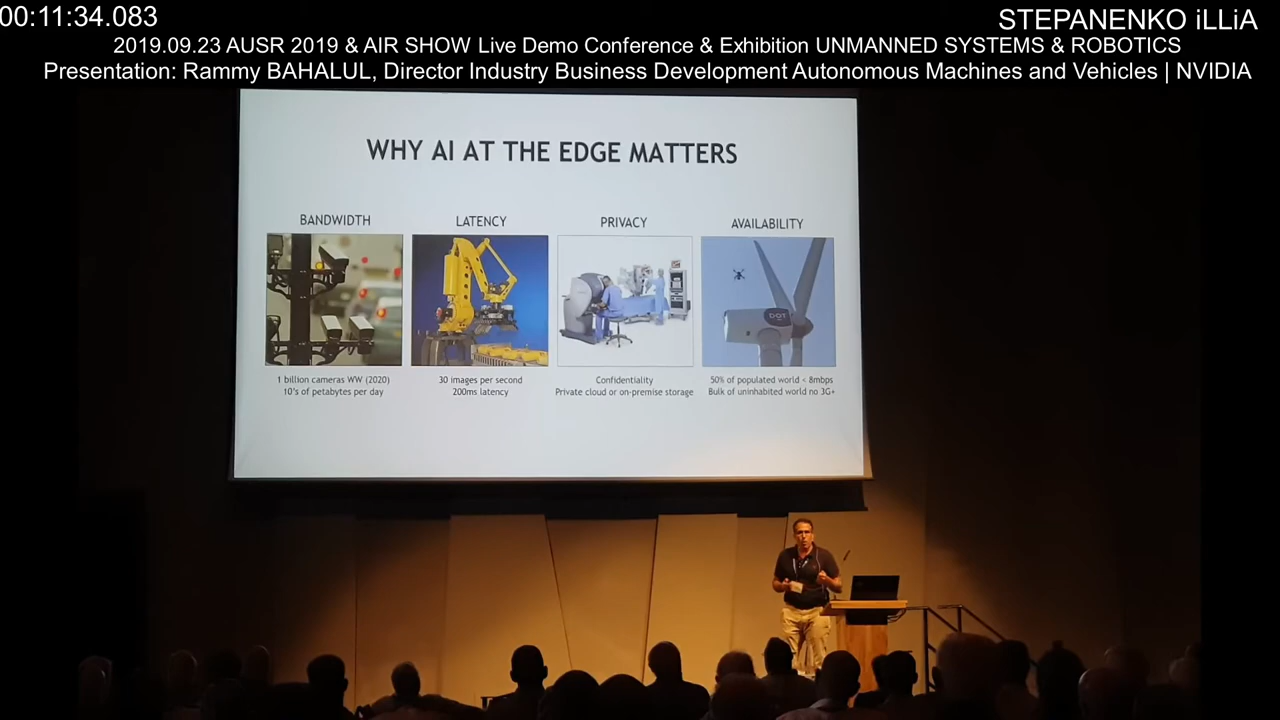 00:11:34.083
STEPANENKO iLLiA
2019.09.23 AUSR 2019 & AIR SHOW Live Demo Conference & Exhibition UNMANNED SYSTEMS & ROBOTICS
Presentation: Rammy BAHALUL, Director Industry Business Development Autonomous Machines and Vehicles | NVIDIA
WHY AI AT THE EDGE MATTERS
BANDWIDTH
1 billion cameras WW (2020)
10's of petabytes per day
LATENCY
30 images per second
200ms latency
PRIVACY
Confidentiality
Private cloud or on-premise storage
AVAILABILITY
DOT
50% of populated world < 8mbps
Bulk of uninhabited world no 3G+